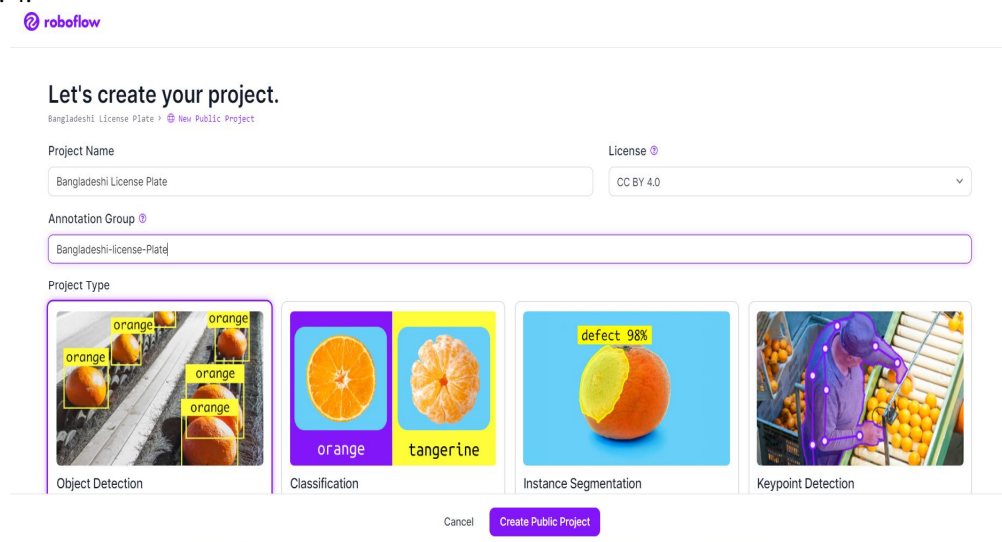 roboflow
Let's create your project.
Bangladeshi License Plate > New Public Project
Project Name
License
Bangladeshi License Plate
CC BY 4.0
Annotation Group
Bangladeshi-license-Plate
Project Type
orange
orange
orange
orange
orange
orange
tangerine
defect 98%
Object Detection
Classification
Instance Segmentation
Keypoint Detection
Cancel
Create Public Project